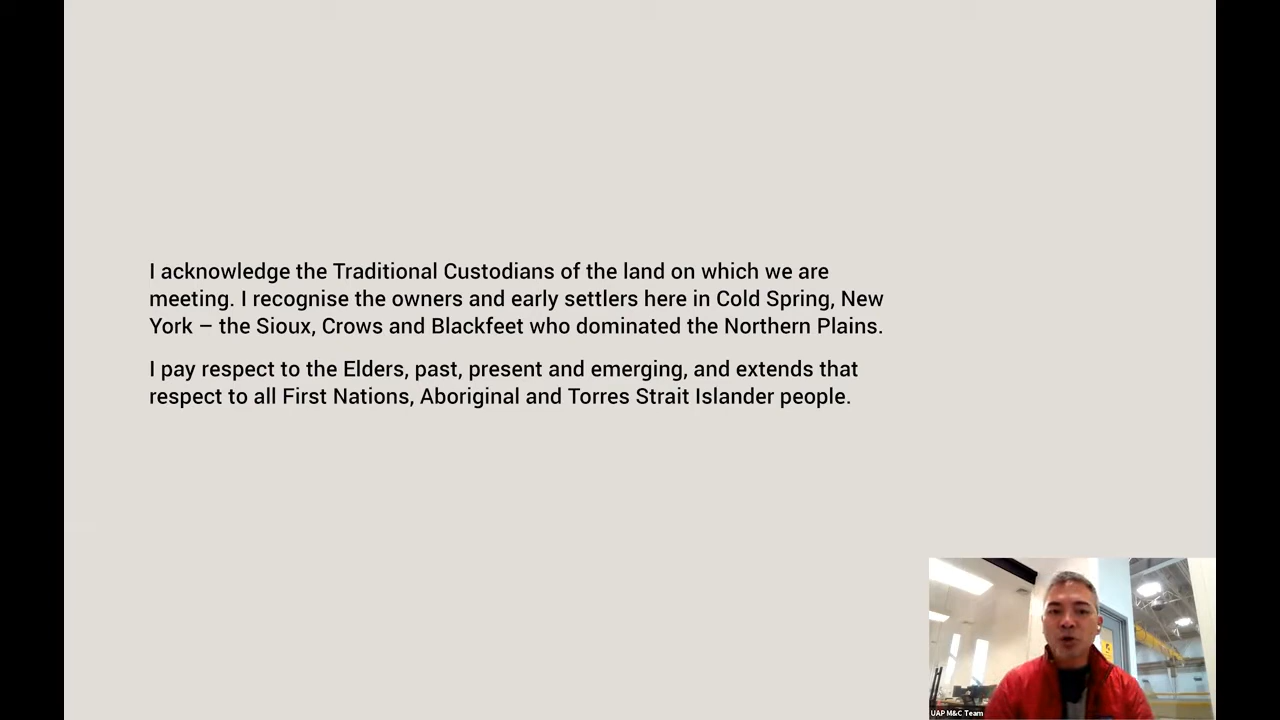 I acknowledge the Traditional Custodians of the land on which we are
meeting. I recognise the owners and early settlers here in Cold Spring, New
York – the Sioux, Crows and Blackfeet who dominated the Northern Plains.
I pay respect to the Elders, past, present and emerging, and extends that
respect to all First Nations, Aboriginal and Torres Strait Islander people.
UAP M&C Team